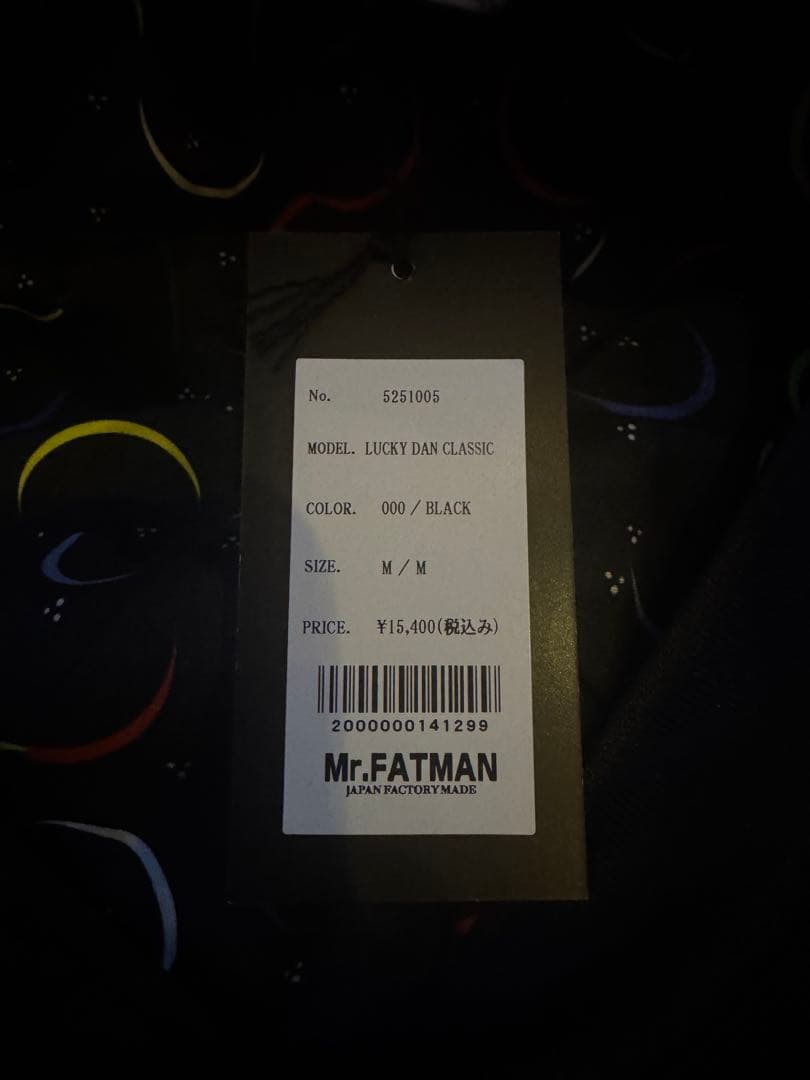 No. 5251005
MODEL. LUCKY DAN CLASSIC
COLOR. 000 / BLACK
SIZE. M / M
PRICE. ¥15,400(税込み)
2000000141299
Mr.FATMAN
JAPAN FACTORY MADE